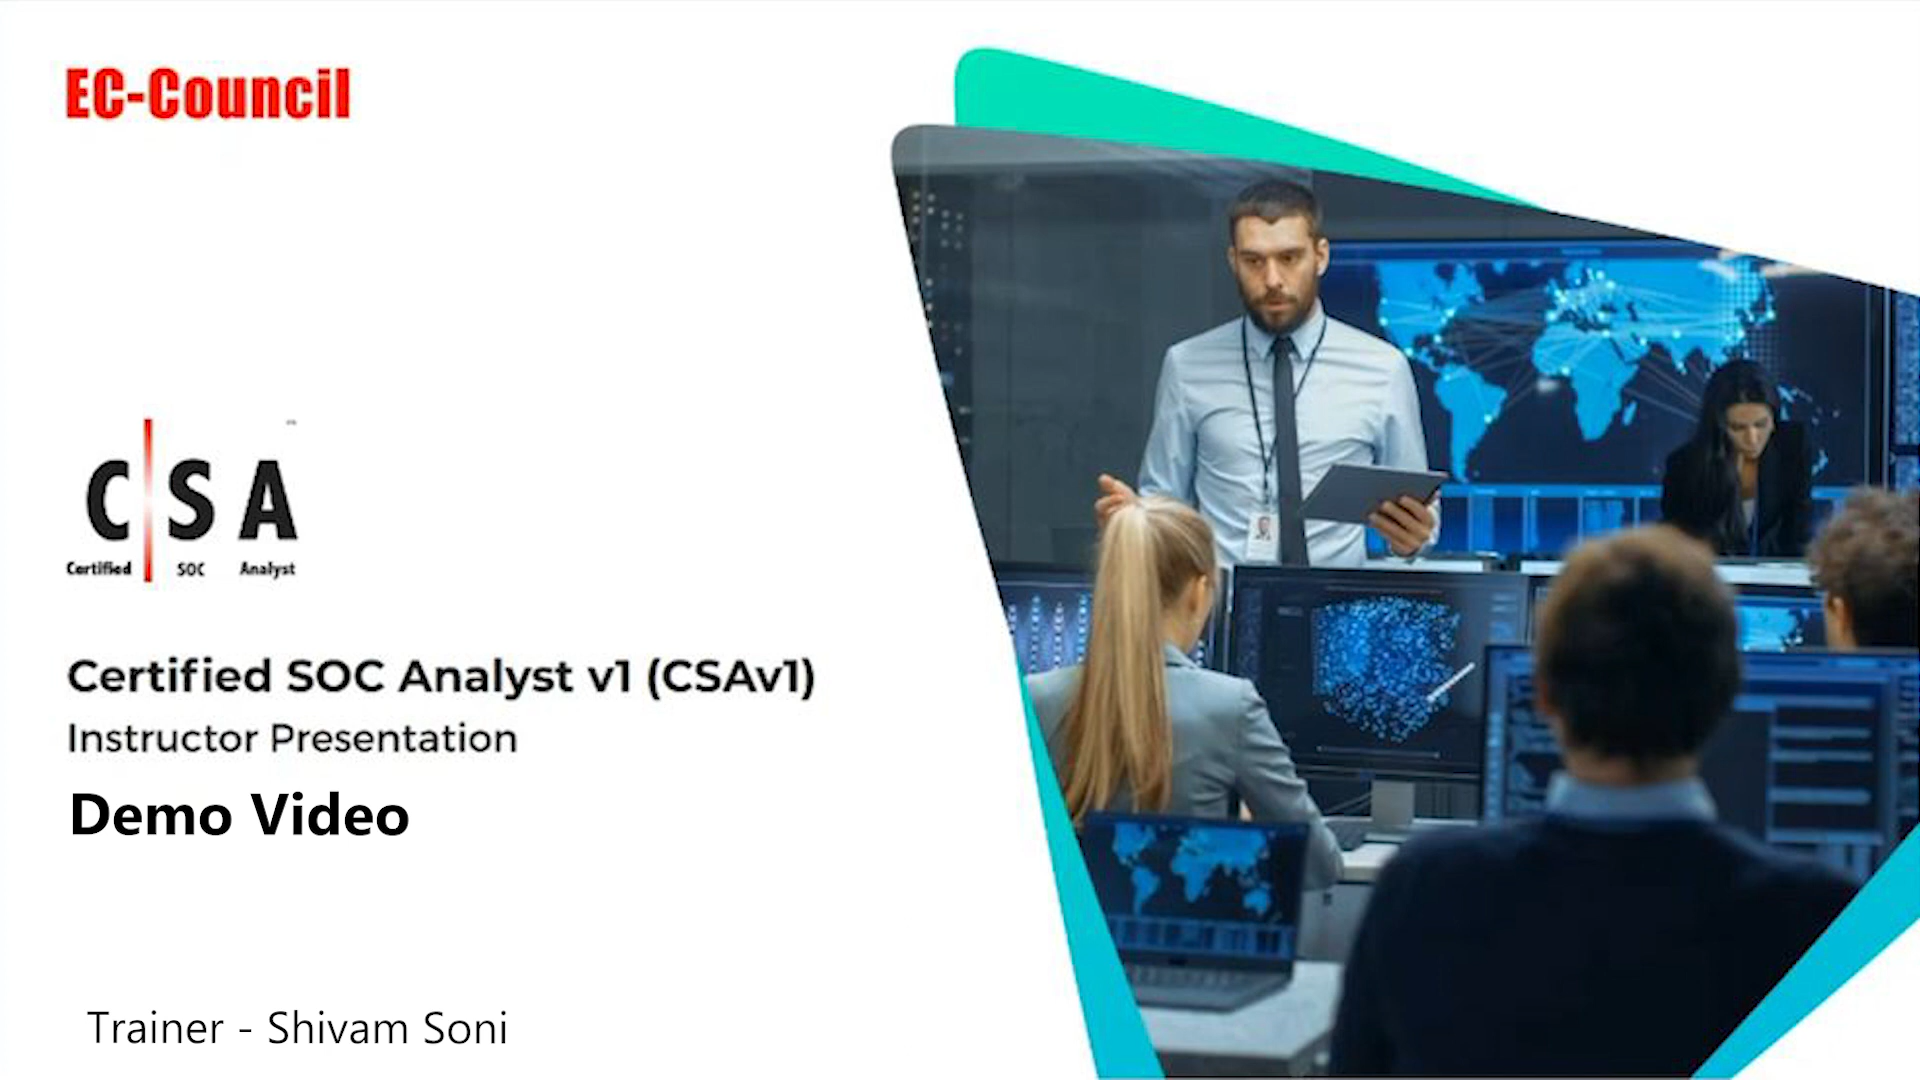 EC-Council
C S A
Certified SOC Analyst
Certified SOC Analyst v1 (CSAv1)
Instructor Presentation
Demo Video
Trainer - Shivam Soni